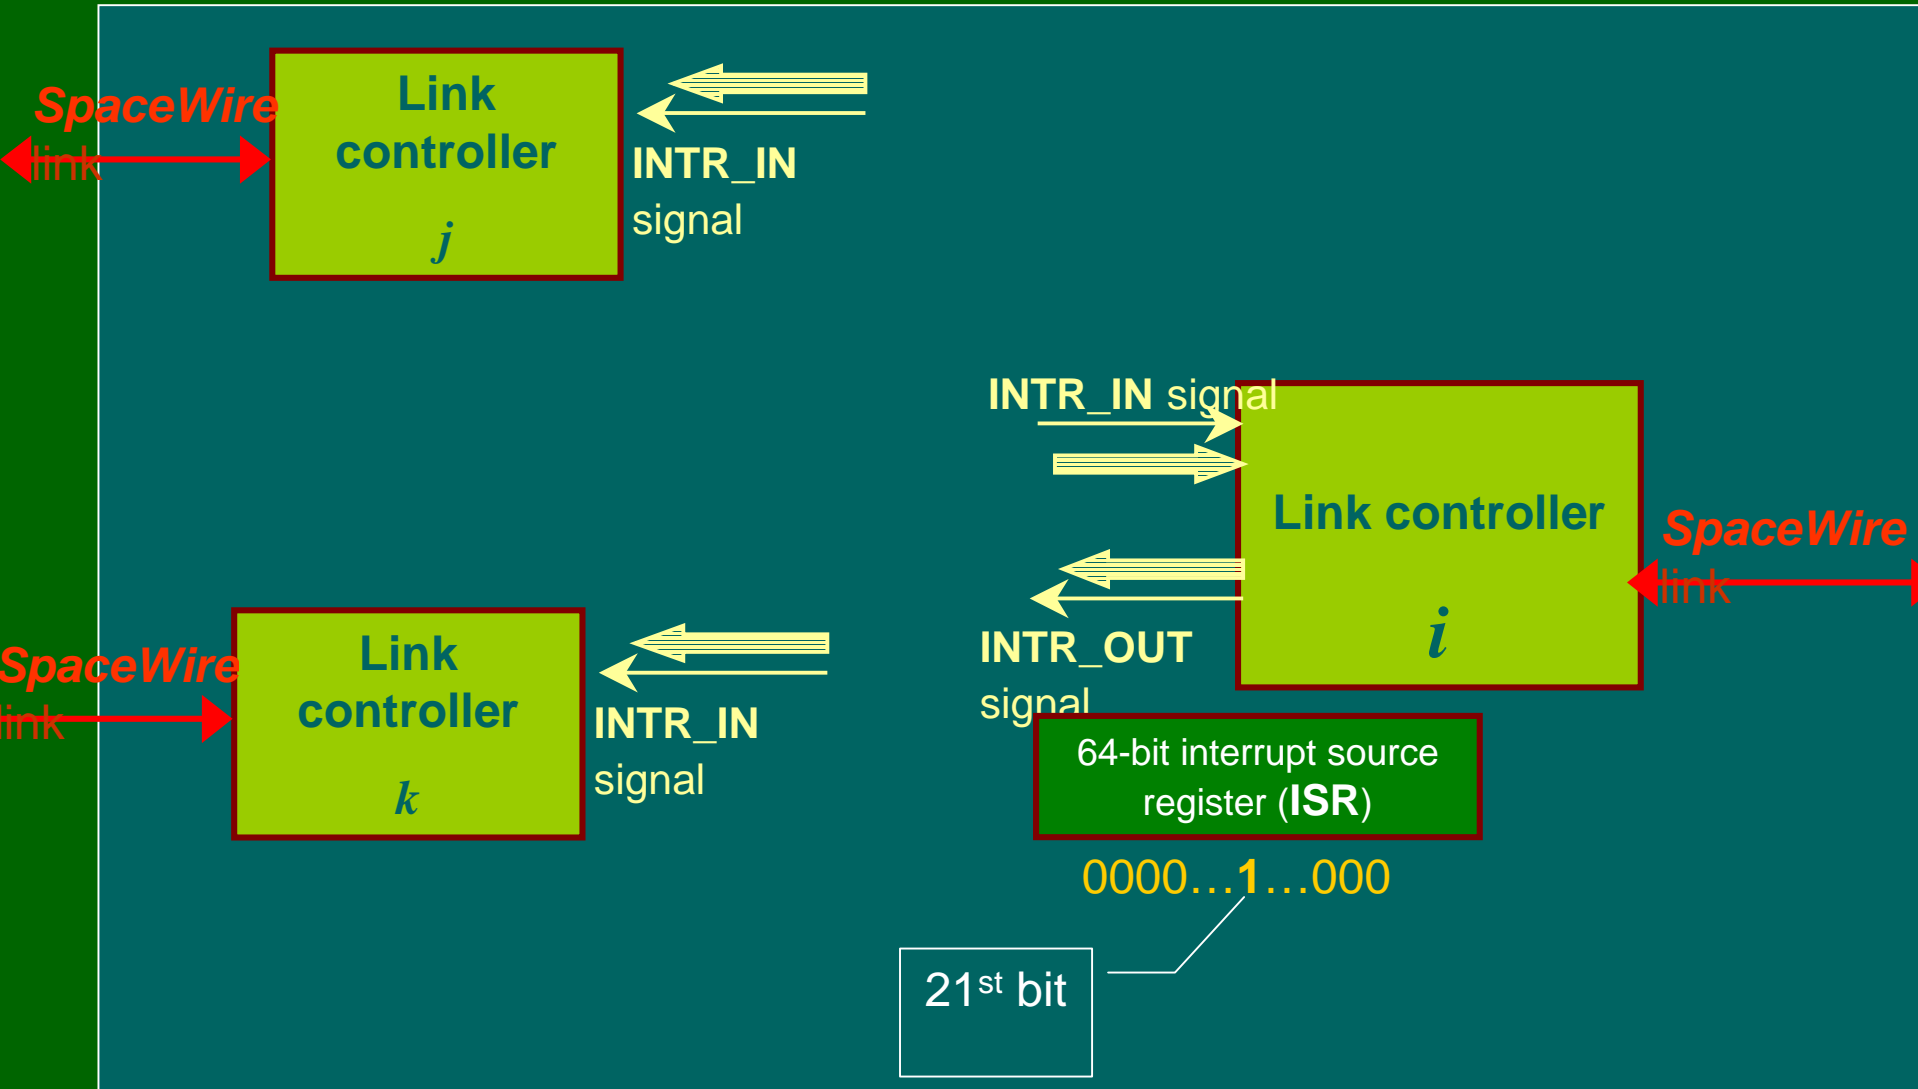 SpaceWire
link
Link
controller
j
INTR_IN
signal
INTR_IN signal
Link controller
i
SpaceWire
link
INTR_OUT
signal
SpaceWire
link
Link
controller
k
INTR_IN
signal
64-bit interrupt source
register (ISR)
0000…1…000
21st bit